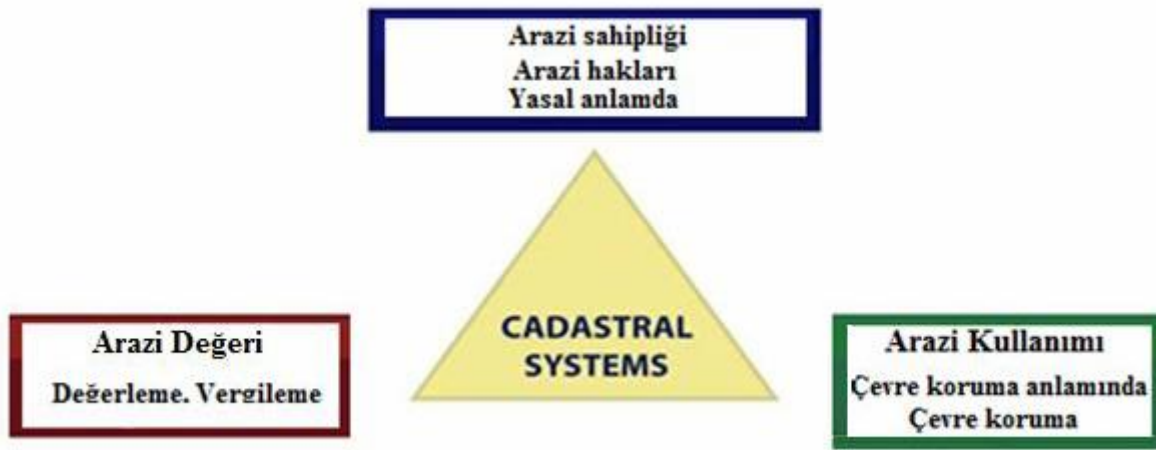 Arazi sahipliği
Arazi hakları
Yasal anlamda
CADASTRAL
SYSTEMS
Arazi Değeri
Değerleme. Vergileme
Arazi Kullanımı
Çevre koruma anlamında
Çevre koruma